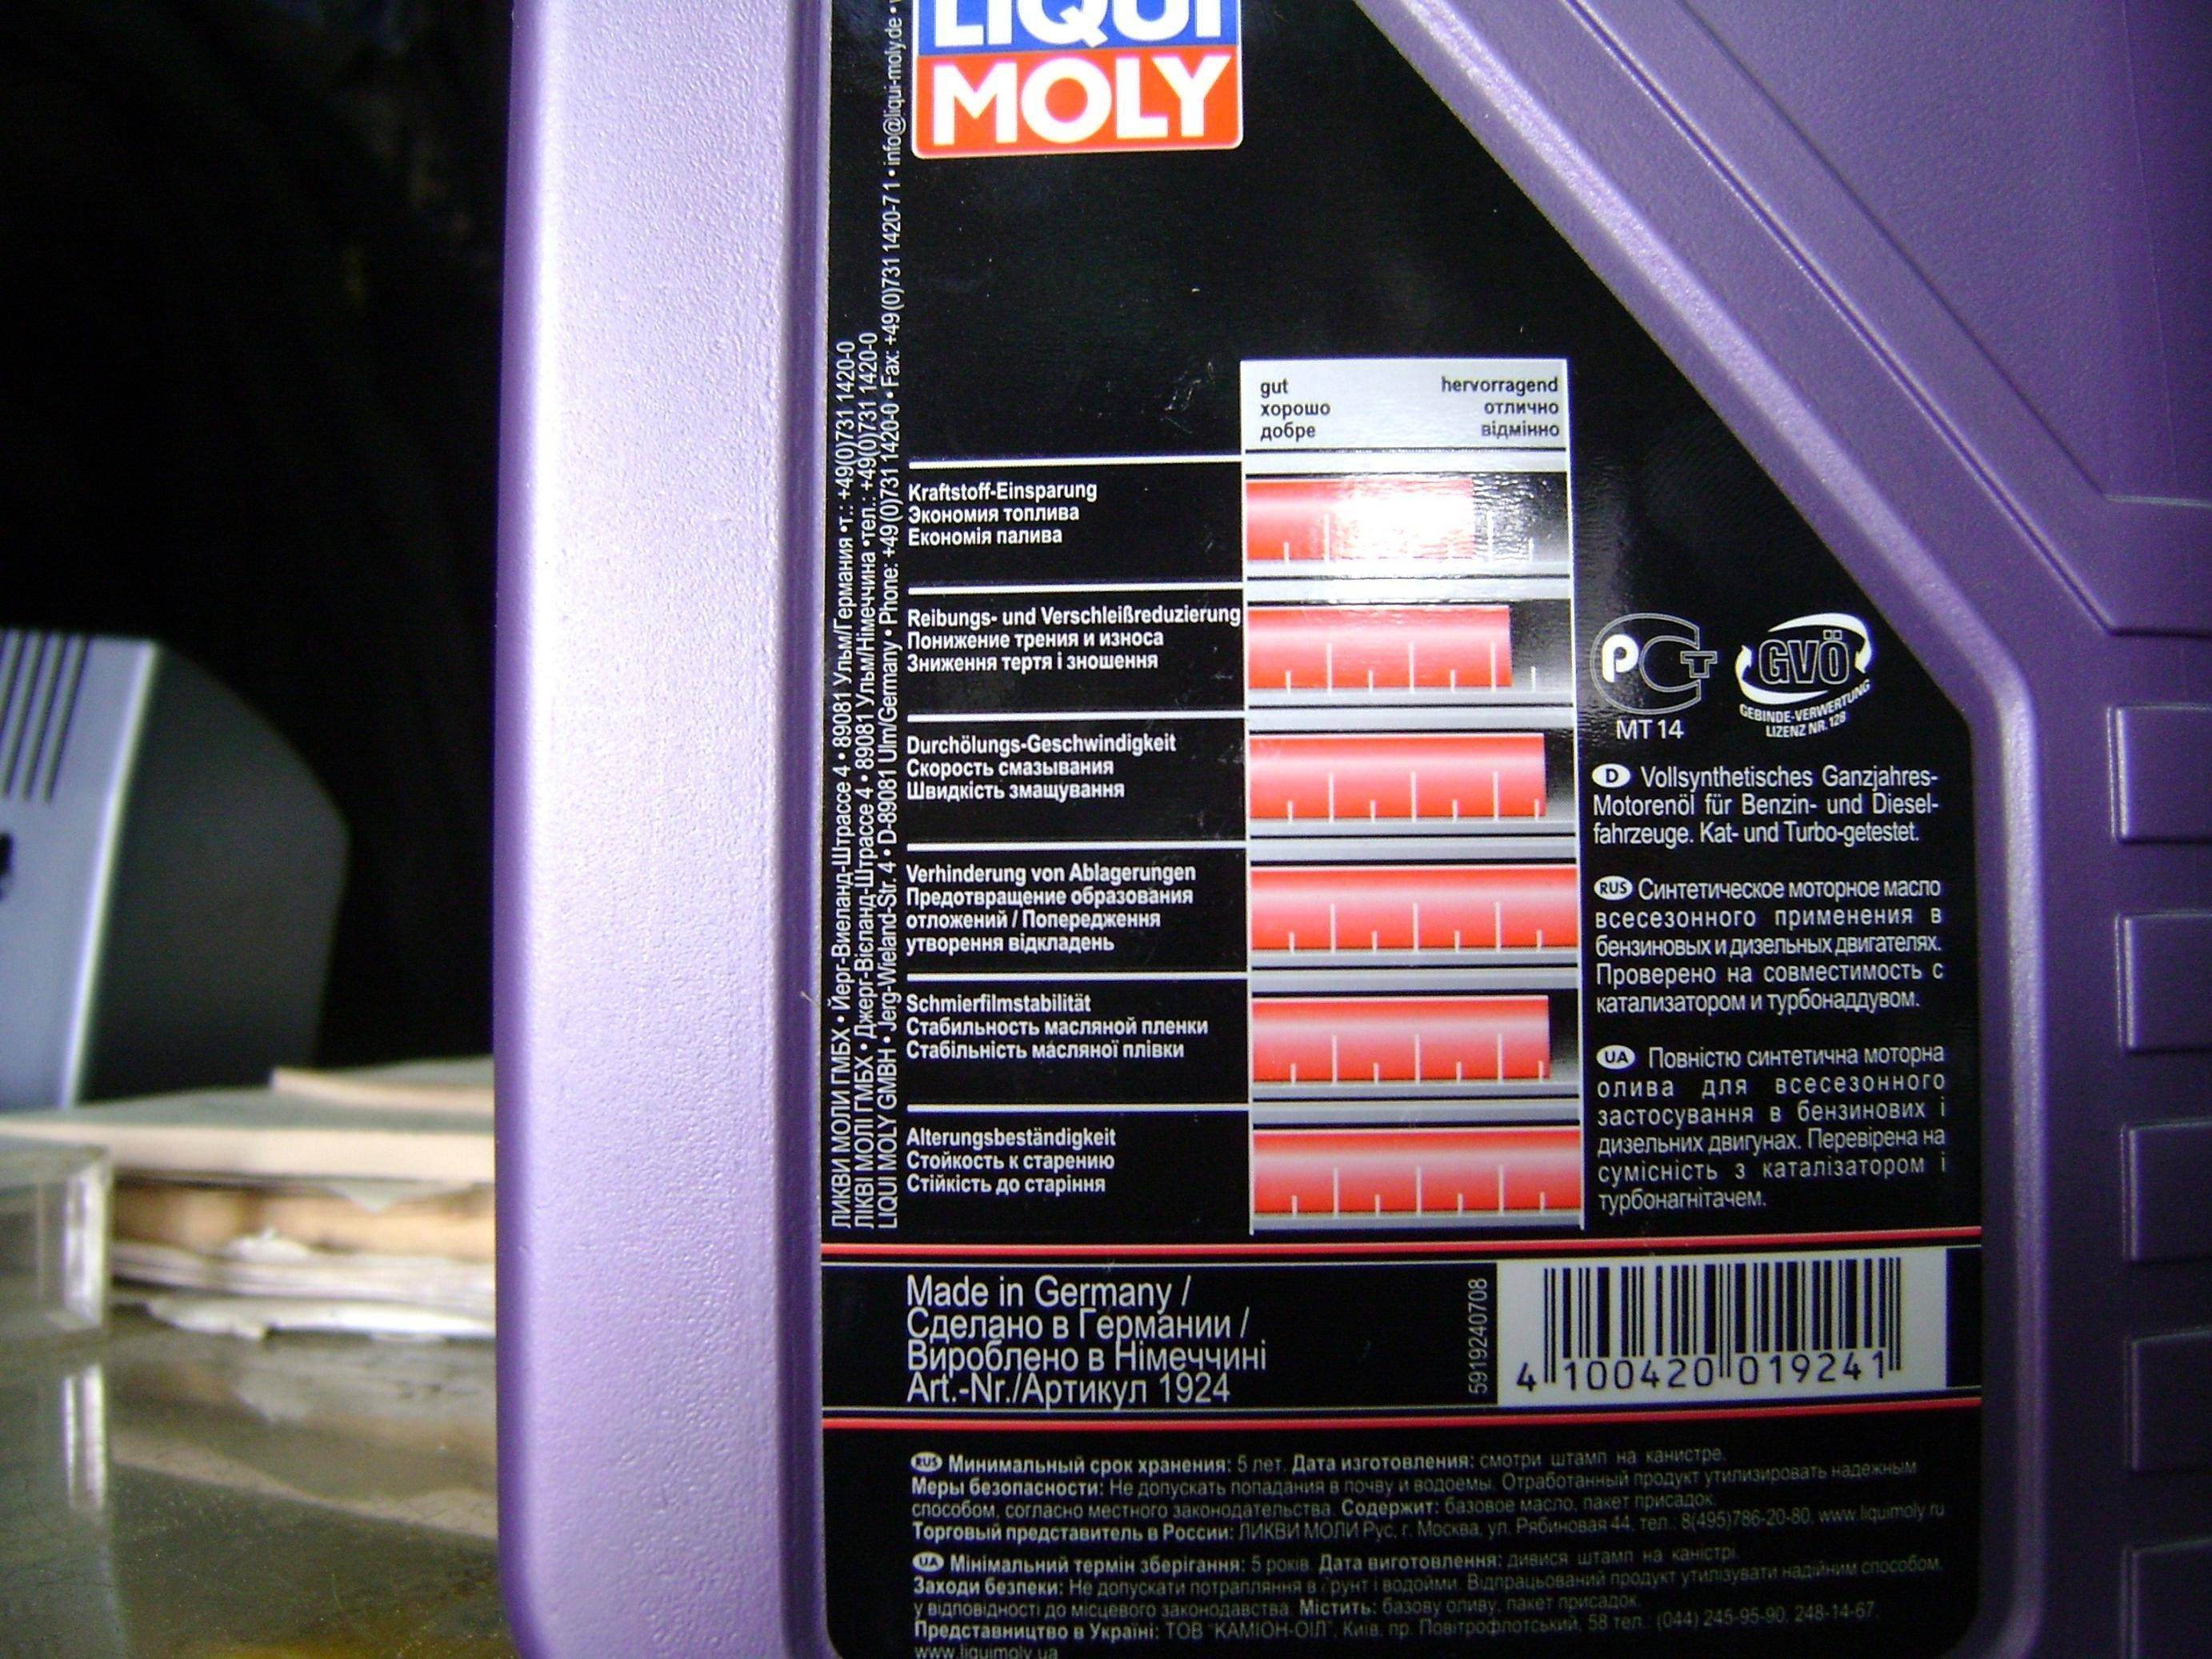 LIQUI
MOLY
ЛИКВИ МОЛИ ГМБХ • Йерг-Виеланд-Штрассе 4 • 89081 Ульм/Германия •т.: +49(0)731 1420-0
ЛІКВІ МОЛІ ГМБХ • Джерг-Віеланд-Штрассе 4 • 89081 Ульм/Німеччина •тел.: +49(0)731 1420-0
LIQUI MOLY GMBH • Jerg-Wieland-Str. 4 • D-89081 Ulm/Germany • Phone: +49(0)731 1420-0 • Fax: +49(0)731 1420-71 • info@liqui-moly.de •
gut hervorragend
хорошо отлично
добре відмінно
Kraftstoff-Einsparung
Экономия топлива
Економія палива
Reibungs- und Verschleißreduzierung
Понижение трения и износа
Зниження тертя і зношення
Durchölungs-Geschwindigkeit
Скорость смазывания
Швидкість змащування
Verhinderung von Ablagerungen
Предотвращение образования
отложений / Попередження
утворення відкладень
Schmierfilmstabilität
Стабильность масляной пленки
Стабільність масляної плівки
Alterungsbeständigkeit
Стойкость к старению
Стійкість до старіння
РСТ
МТ14
GVÖ
GEBINDE-VERWERTUNG
LIZENZ NR. 128
D Vollsynthetisches Ganzjahres-
Motorenöl für Benzin- und Diesel-
fahrzeuge. Kat- und Turbo-getestet.
RUS Синтетическое моторное масло
всесезонного применения в
бензиновых и дизельных двигателях.
Проверено на совместимость с
катализатором и турбонаддувом.
UA Повністю синтетична моторна
олива для всесезонного
застосування в бензинових і
дизельних двигунах. Перевірена на
сумісність з каталізатором і
турбонагнітачем.
Made in Germany /
Сделано в Германии /
Вироблено в Німеччині
Art.-Nr./Артикул 1924
5919240708
4 100420 019241
RUS Минимальный срок хранения: 5 лет. Дата изготовления: смотри штамп на канистре.
Меры безопасности: Не допускать попадания в почву и водоемы. Отработанный продукт утилизировать надежным
способом, согласно местного законодательства. Содержит: базовое масло, пакет присадок.
Торговый представитель в России: ЛИКВИ МОЛИ Рус, г. Москва, ул. Рябиновая 44, тел.: 8(495)786-20-80, www.liquimoly.ru
UA Мінімальний термін зберігання: 5 років. Дата виготовлення: дивися штамп на каністрі.
Заходи безпеки: Не допускати потрапляння в ґрунт і водойми. Відпрацьований продукт утилізувати надійним способом,
у відповідності до місцевого законодавства. Містить: базову оливу, пакет присадок.
Представництво в Україні: ТОВ "КАМІОН-ОІЛ", Київ, пр. Повітрофлотський, 58 тел.: (044) 245-95-90, 248-14-67,
www.liquimoly.ua